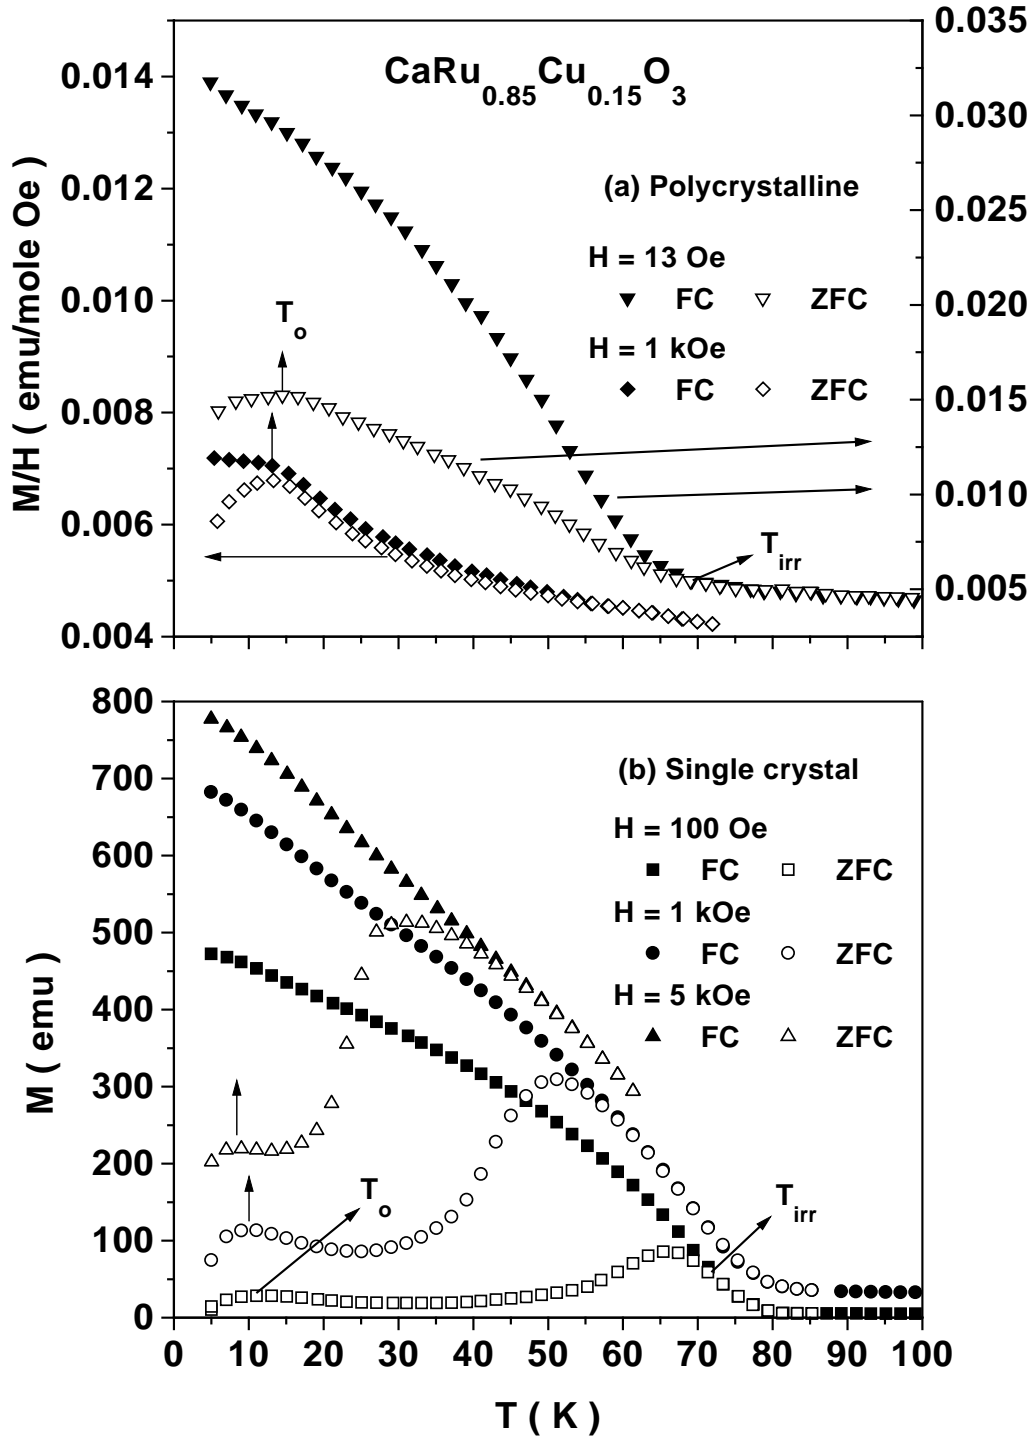 0.035
0.014
CaRu0.85Cu0.15O3
0.030
0.012
(a) Polycrystalline
0.025
H = 13 Oe
FC ZFC
0.010
0.020
To
H = 1 kOe
FC ZFC
0.008
0.015
M/H ( emu/mole Oe )
0.010
0.006
Tirr
0.005
0.004
800
(b) Single crystal
700
H = 100 Oe
600
FC ZFC
H = 1 kOe
500
FC ZFC
H = 5 kOe
400
FC ZFC
M ( emu )
300
200
To
Tirr
100
0
0 10 20 30 40 50 60 70 80 90 100
T ( K )